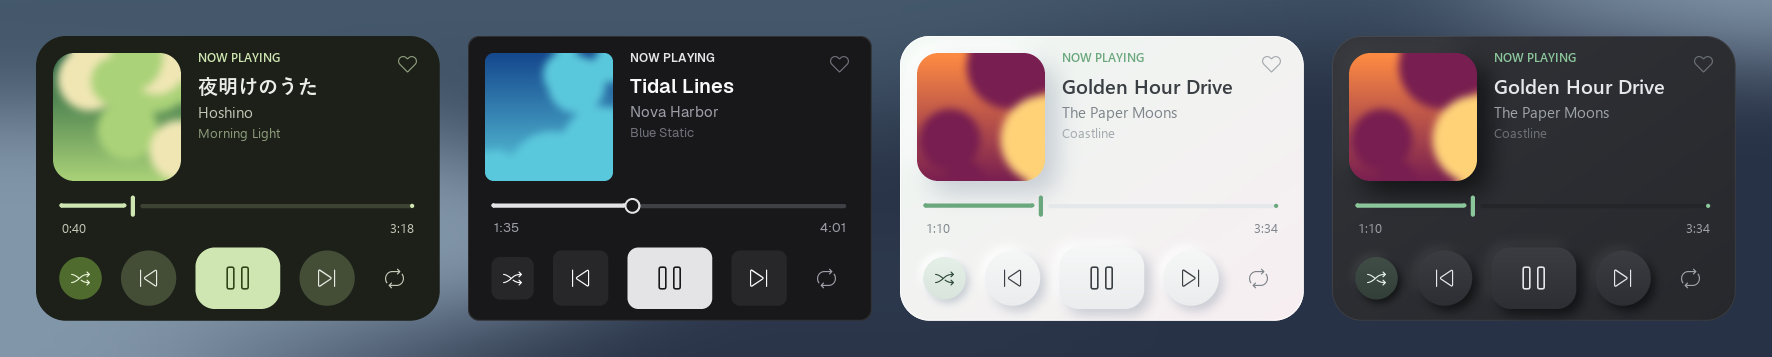 NOW PLAYING
夜明けのうた
Hoshino
Morning Light
0:40
3:18
NOW PLAYING
Tidal Lines
Nova Harbor
Blue Static
1:35
4:01
NOW PLAYING
Golden Hour Drive
The Paper Moons
Coastline
1:10
3:34
NOW PLAYING
Golden Hour Drive
The Paper Moons
Coastline
1:10
3:34